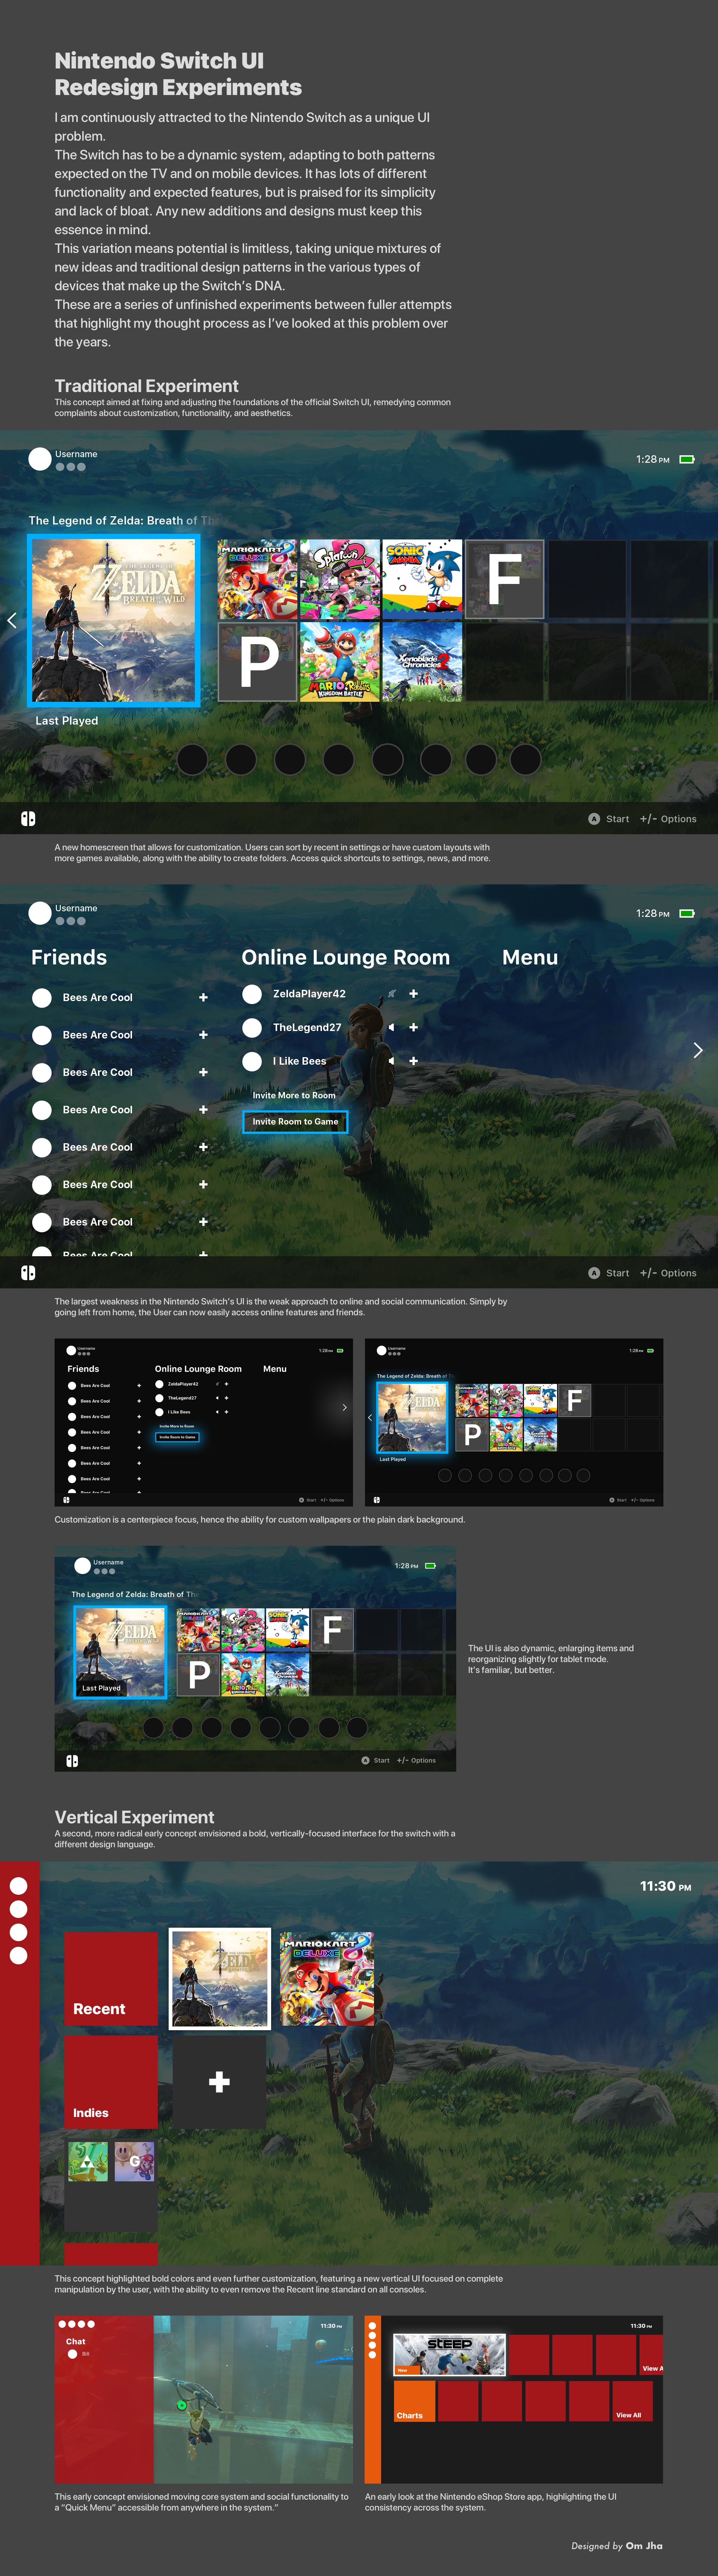 Nintendo Switch UI
Redesign Experiments
I am continuously attracted to the Nintendo Switch as a unique UI
problem.
The Switch has to be a dynamic system, adapting to both patterns
expected on the TV and on mobile devices. It has lots of different
functionality and expected features, but is praised for its simplicity
and lack of bloat. Any new additions and designs must keep this
essence in mind.
This variation means potential is limitless, taking unique mixtures of
new ideas and traditional design patterns in the various types of
devices that make up the Switch's DNA.
These are a series of unfinished experiments between fuller attempts
that highlight my thought process as I've looked at this problem over
the years.
Traditional Experiment
This concept aimed at fixing and adjusting the foundations of the official Switch UI, remedying common
complaints about customization, functionality, and aesthetics.
Username
1:28 PM
The Legend of Zelda: Breath of Th
THE LEGEND OF
ZELDA
BREATH OF THE WILD
MARIOKART 8
DELUXE
Splatoon 2
SONIC
MANIA
F
P
MARIO + Rabbids
KINGDOM BATTLE
Xenoblade
Chronicles 2
Last Played
A Start +/- Options
A new homescreen that allows for customization. Users can sort by recent in settings or have custom layouts with
more games available, along with the ability to create folders. Access quick shortcuts to settings, news, and more.
Username
1:28 PM
Friends
Online Lounge Room
Menu
Bees Are Cool
Bees Are Cool
Bees Are Cool
Bees Are Cool
Bees Are Cool
Bees Are Cool
Bees Are Cool
Bees Are Cool
ZeldaPlayer42
TheLegend27
I Like Bees
Invite More to Room
Invite Room to Game
A Start +/- Options
The largest weakness in the Nintendo Switch's UI is the weak approach to online and social communication. Simply by
going left from home, the User can now easily access online features and friends.
Username
1:28 PM
Friends
Online Lounge Room
Menu
Bees Are Cool
Bees Are Cool
Bees Are Cool
Bees Are Cool
Bees Are Cool
Bees Are Cool
Bees Are Cool
Bees Are Cool
ZeldaPlayer42
TheLegend27
I Like Bees
Invite More to Room
Invite Room to Game
A Start +/- Options
Username
1:28 PM
The Legend of Zelda: Breath of T
ZELDA
F
P
Last Played
A Start +/- Options
Customization is a centerpiece focus, hence the ability for custom wallpapers or the plain dark background.
Username
1:28 PM
The Legend of Zelda: Breath of The
ZELDA
F
P
Last Played
A Start +/- Options
The UI is also dynamic, enlarging items and
reorganizing slightly for tablet mode.
It's familiar, but better.
Vertical Experiment
A second, more radical early concept envisioned a bold, vertically-focused interface for the switch with a
different design language.
11:30 PM
Recent
ZELDA
MARIOKART 8
DELUXE
Indies
G
This concept highlighted bold colors and even further customization, featuring a new vertical UI focused on complete
manipulation by the user, with the ability to even remove the Recent line standard on all consoles.
11:30 PM
Chat
This early concept envisioned moving core system and social functionality to
a "Quick Menu" accessible from anywhere in the system."
11:30 PM
STEEP
New
View A
Charts
View All
An early look at the Nintendo eShop Store app, highlighting the UI
consistency across the system.
Designed by Om Jha